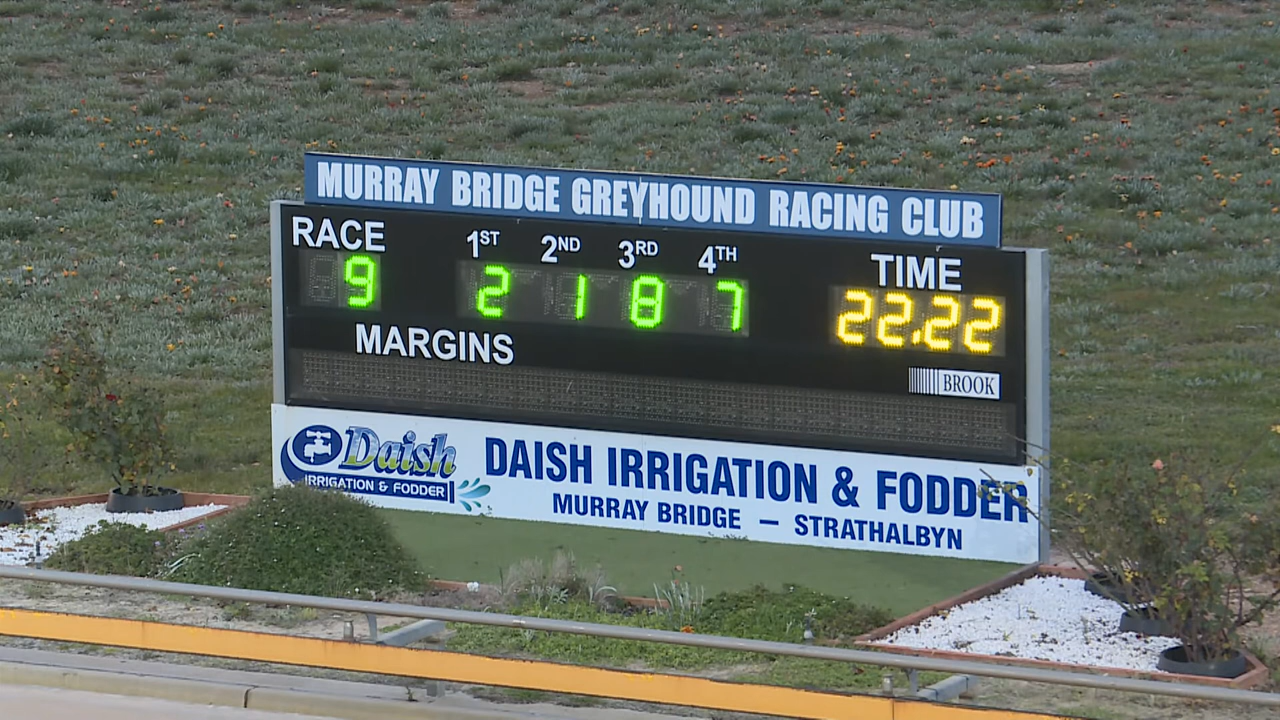 MURRAY BRIDGE GREYHOUND RACING CLUB
RACE 1ST 2ND 3RD 4TH TIME
9 2 1 8 7 22.22
MARGINS
BROOK
Daish
IRRIGATION & FODDER
DAISH IRRIGATION & FODDER
MURRAY BRIDGE – STRATHALBYN